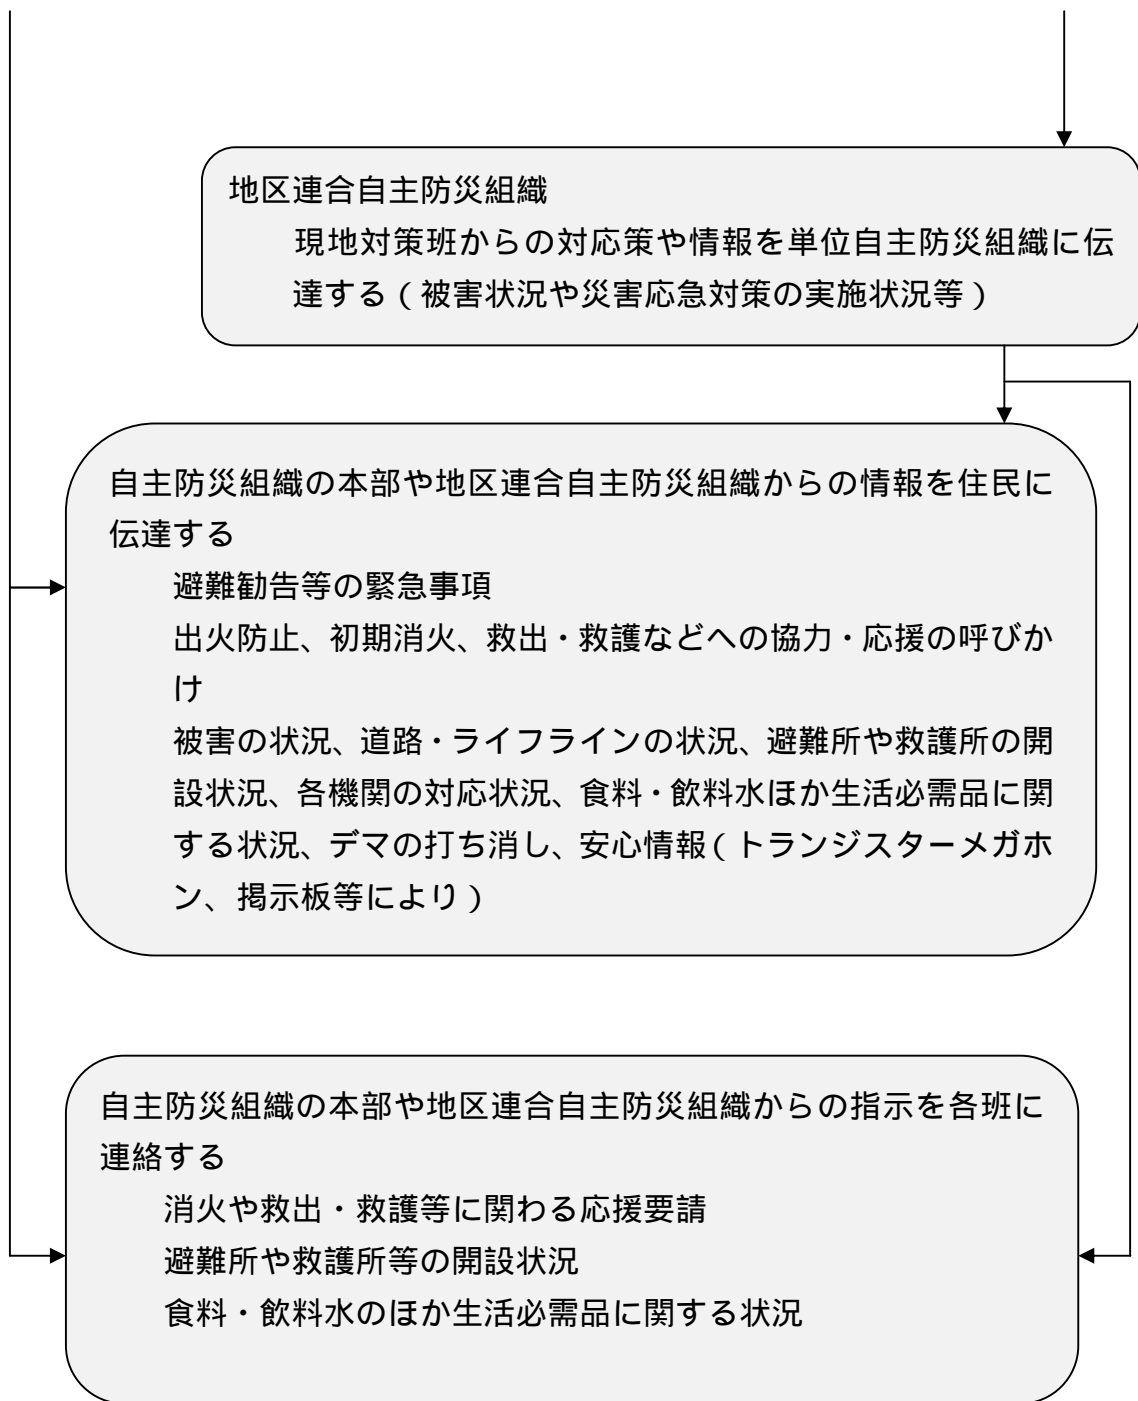 地区連合自主防災組織
現地対策班からの対応策や情報を単位自主防災組織に伝
達する（被害状況や災害応急対策の実施状況等）
自主防災組織の本部や地区連合自主防災組織からの情報を住民に
伝達する
避難勧告等の緊急事項
出火防止、初期消火、救出・救護などへの協力・応援の呼びか
け
被害の状況、道路・ライフラインの状況、避難所や救護所の開
設状況、各機関の対応状況、食料・飲料水ほか生活必需品に関
する状況、デマの打ち消し、安心情報（トランジスターメガホ
ン、掲示板等により）
自主防災組織の本部や地区連合自主防災組織からの指示を各班に
連絡する
消火や救出・救護等に関わる応援要請
避難所や救護所等の開設状況
食料・飲料水のほか生活必需品に関する状況